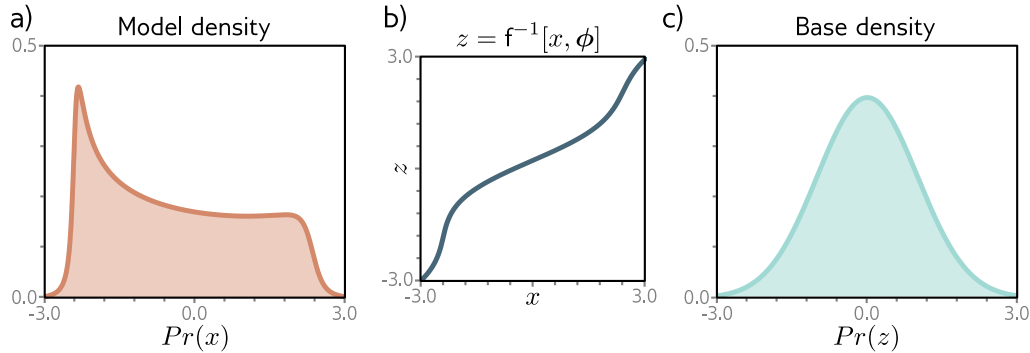 a)
Model density
0.5
0.0
-3.0
0.0
3.0
Pr(x)
b)
z = f⁻¹[x, ϕ]
3.0
z
-3.0
-3.0
x
3.0
c)
Base density
0.5
0.0
-3.0
0.0
3.0
Pr(z)